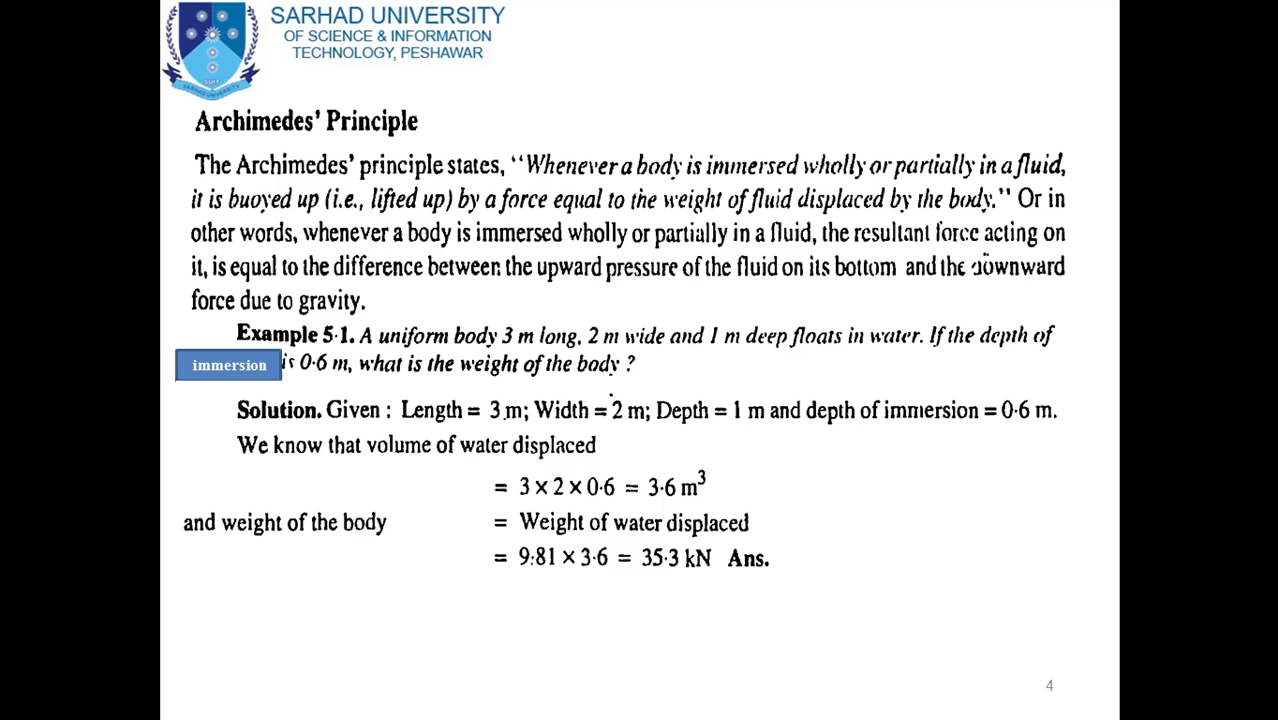 SARHAD UNIVERSITY
OF SCIENCE & INFORMATION
TECHNOLOGY, PESHAWAR
SUIT
SARHAD UNIVERSITY
Archimedes' Principle
The Archimedes' principle states, "Whenever a body is immersed wholly or partially in a fluid,
it is buoyed up (i.e., lifted up) by a force equal to the weight of fluid displaced by the body." Or in
other words, whenever a body is immersed wholly or partially in a fluid, the resultant force acting on
it, is equal to the difference between the upward pressure of the fluid on its bottom and the downward
force due to gravity.
Example 5·1. A uniform body 3 m long, 2 m wide and 1 m deep floats in water. If the depth of
immersion is 0·6 m, what is the weight of the body ?
Solution. Given : Length = 3 m; Width = 2 m; Depth = 1 m and depth of immersion = 0·6 m.
We know that volume of water displaced
= 3 × 2 × 0·6 = 3·6 m³
and weight of the body = Weight of water displaced
= 9·81 × 3·6 = 35·3 kN Ans.
4